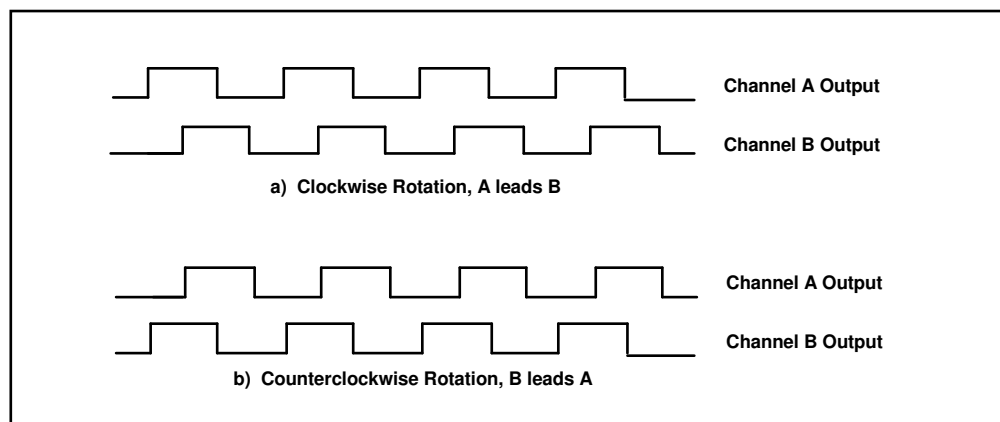 Channel A Output
Channel B Output
a) Clockwise Rotation, A leads B
Channel A Output
Channel B Output
b) Counterclockwise Rotation, B leads A